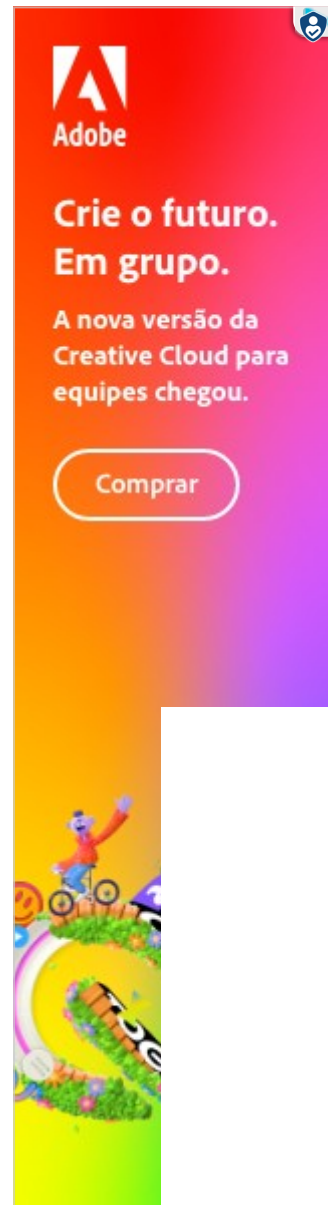 Adobe
Crie o futuro.
Em grupo.
A nova versão da
Creative Cloud para
equipes chegou.
Comprar